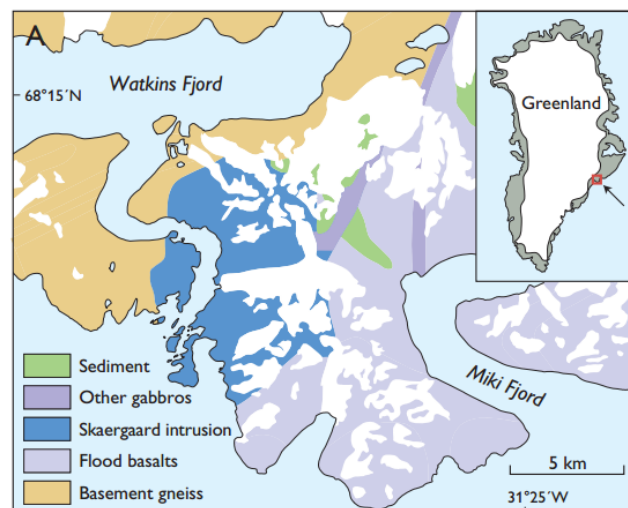 A
Watkins Fjord
68°15´N
Greenland
Sediment
Other gabbros
Skaergaard intrusion
Flood basalts
Basement gneiss
Miki Fjord
5 km
31°25´W